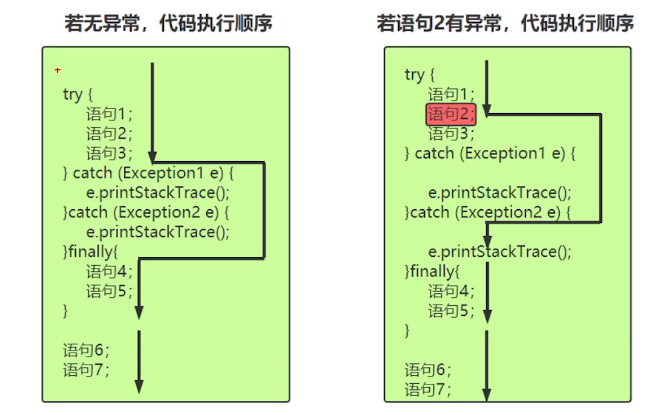 若无异常，代码执行顺序
try {
语句1；
语句2；
语句3；
} catch (Exception1 e) {
e.printStackTrace();
}catch (Exception2 e) {
e.printStackTrace();
}finally{
语句4；
语句5；
}
语句6；
语句7；
若语句2有异常，代码执行顺序
try {
语句1；
语句2；
语句3；
} catch (Exception1 e) {
e.printStackTrace();
}catch (Exception2 e) {
e.printStackTrace();
}finally{
语句4；
语句5；
}
语句6；
语句7；